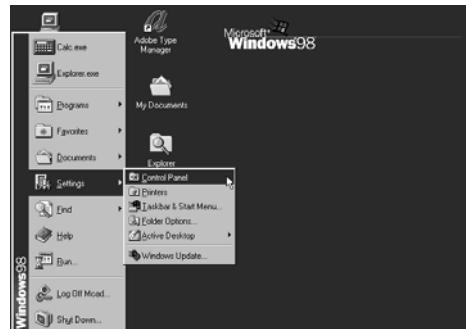 Calc.exe
Explorer.exe
Programs
Favorites
Documents
Settings
Find
Help
Run...
Log Off Mcad...
Shut Down...
Windows98
Adobe Type
Manager
My Documents
Explorer
Microsoft
Windows98
Control Panel
Printers
Taskbar & Start Menu...
Folder Options...
Active Desktop
Windows Update...